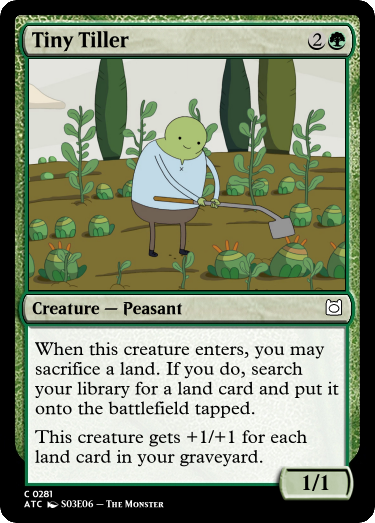 Tiny Tiller 2
Creature — Peasant
When this creature enters, you may
sacrifice a land. If you do, search
your library for a land card and put it
onto the battlefield tapped.
This creature gets +1/+1 for each
land card in your graveyard.
1/1
C 0281
ATC S03E06 – The Monster